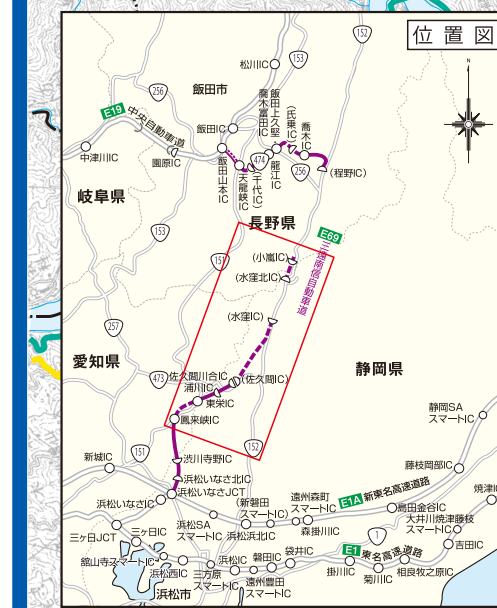 位置図
N
152
153
松川IC
256
飯田市
飯田上久堅
喬木富田IC
(氏乗IC)
喬木IC
E19
中央自動車道
飯田IC
474
龍江IC
256
(程野IC)
中津川IC
園原IC
飯田山本IC
天龍峡IC
(千代IC)
岐阜県
153
長野県
E69
三遠南信自動車道
151
(小嵐IC)
(水窪北IC)
(水窪IC)
257
愛知県
静岡県
473
佐久間川合IC
(佐久間IC)
浦川IC
東栄IC
鳳来峡IC
静岡SA
スマートIC
151
152
新城IC
渋川寺野IC
藤枝岡部IC
浜松いなさ北IC
浜松いなさJCT
浜松いなさIC
(新磐田
スマートIC)
遠州森町
スマートIC
E1A
新東名高速道路
焼津IC
島田金谷IC
浜松SA
スマートIC
浜松浜北IC
森掛川IC
大井川焼津藤枝
スマートIC
三ヶ日JCT
三ヶ日IC
1
吉田IC
舘山寺スマートIC
浜松西IC
三方原
スマートIC
浜松IC
磐田IC
袋井IC
E1
東名高速道路
遠州豊田
スマートIC
掛川IC
菊川IC
相良牧之原IC
浜松市